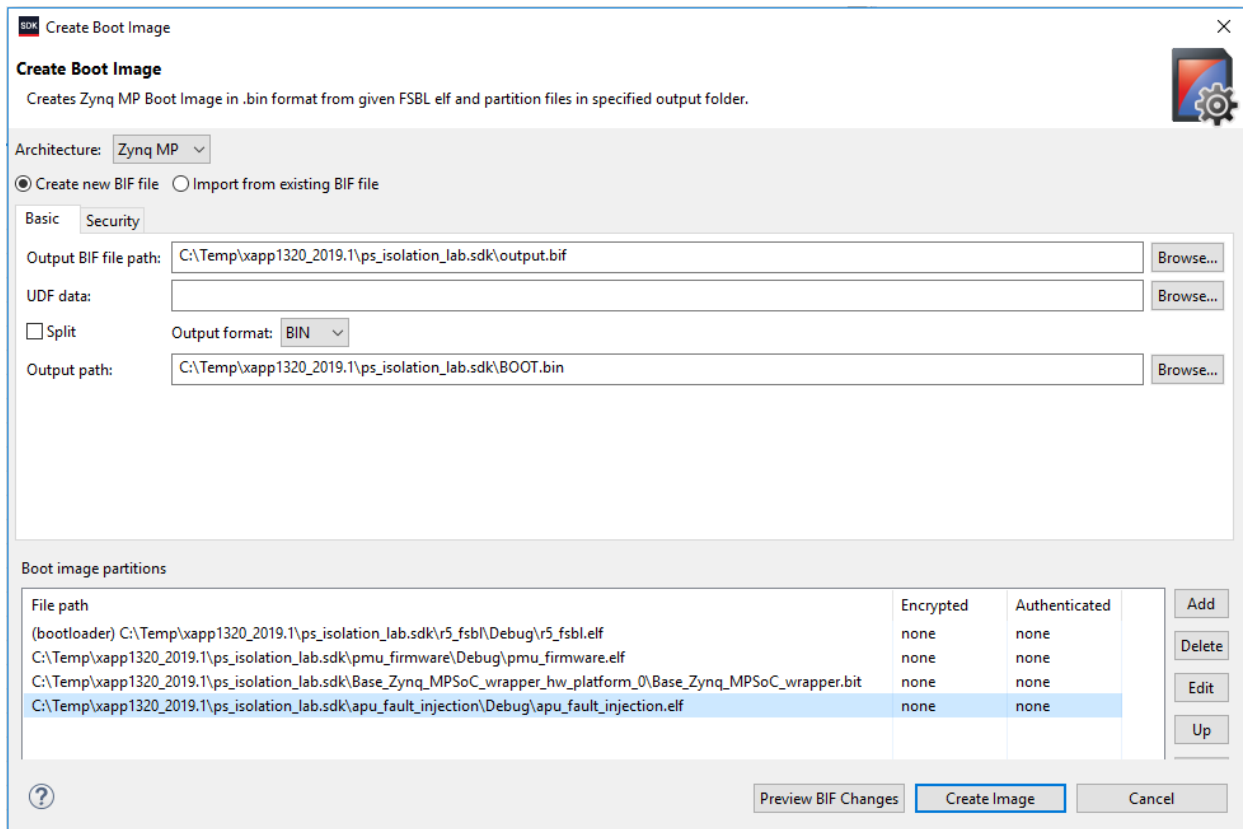 SDK Create Boot Image
Create Boot Image
Creates Zynq MP Boot Image in .bin format from given FSBL elf and partition files in specified output folder.
Architecture: Zynq MP
Create new BIF file Import from existing BIF file
Basic Security
Output BIF file path: C:\Temp\xapp1320_2019.1\ps_isolation_lab.sdk\output.bif Browse...
UDF data: Browse...
Split Output format: BIN
Output path: C:\Temp\xapp1320_2019.1\ps_isolation_lab.sdk\BOOT.bin Browse...
Boot image partitions
File path Encrypted Authenticated Add
(bootloader) C:\Temp\xapp1320_2019.1\ps_isolation_lab.sdk\r5_fsbl\Debug\r5_fsbl.elf none none
C:\Temp\xapp1320_2019.1\ps_isolation_lab.sdk\pmu_firmware\Debug\pmu_firmware.elf none none Delete
C:\Temp\xapp1320_2019.1\ps_isolation_lab.sdk\Base_Zynq_MPSoC_wrapper_hw_platform_0\Base_Zynq_MPSoC_wrapper.bit none none Edit
C:\Temp\xapp1320_2019.1\ps_isolation_lab.sdk\apu_fault_injection\Debug\apu_fault_injection.elf none none
Up
? Preview BIF Changes Create Image Cancel